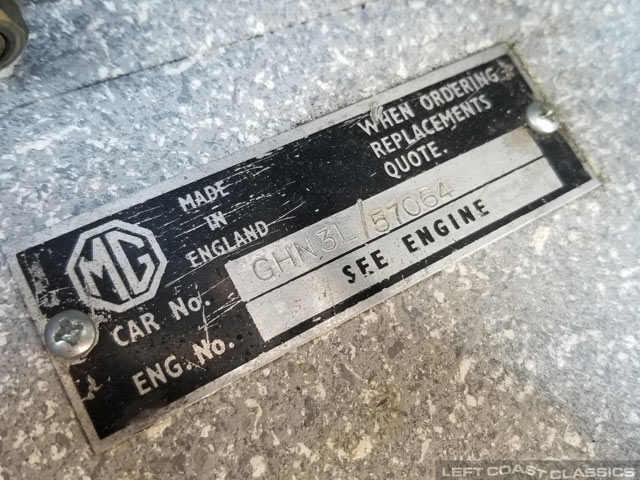 MG
MADE
IN
ENGLAND
WHEN ORDERING
REPLACEMENTS
QUOTE.
CAR No. GHN3L/57064
ENG. No. SEE ENGINE
LEFT COAST CLASSICS